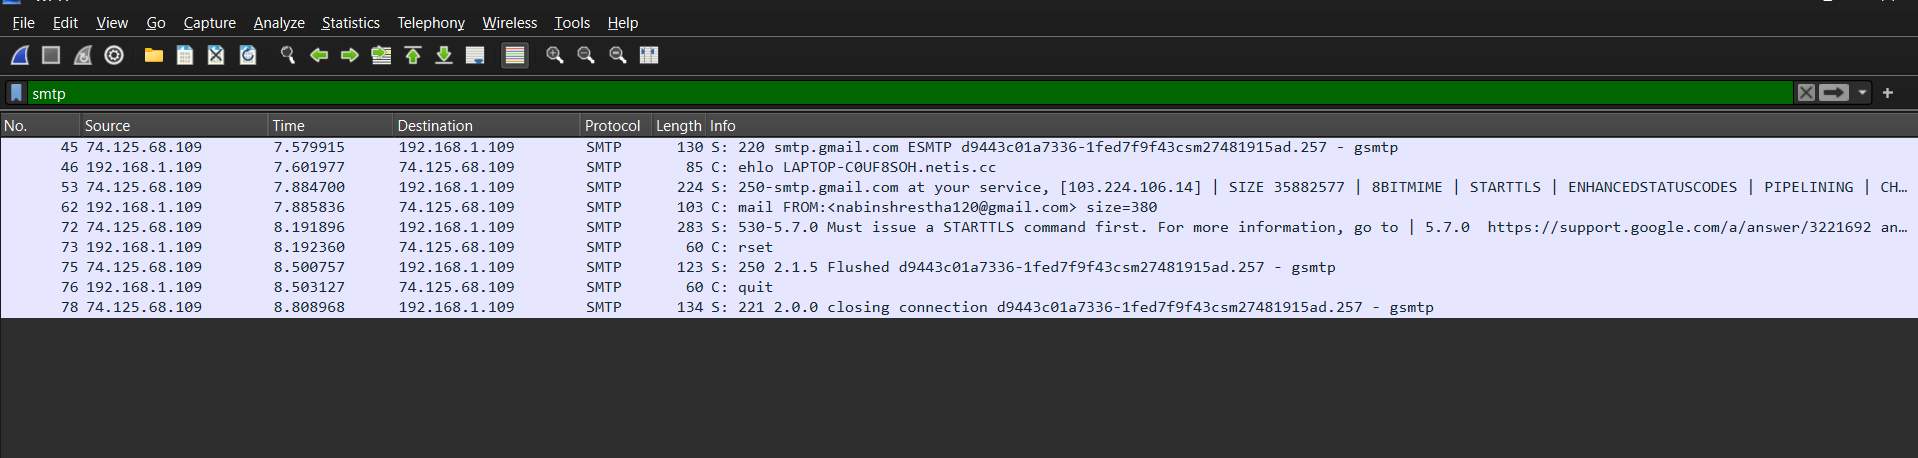 File Edit View Go Capture Analyze Statistics Telephony Wireless Tools Help
smtp
No. Source Time Destination Protocol Length Info
45 74.125.68.109 7.579915 192.168.1.109 SMTP 130 S: 220 smtp.gmail.com ESMTP d9443c01a7336-1fed7f9f43csm27481915ad.257 - gsmtp
46 192.168.1.109 7.601977 74.125.68.109 SMTP 85 C: ehlo LAPTOP-C0UF8SOH.netis.cc
53 74.125.68.109 7.884700 192.168.1.109 SMTP 224 S: 250-smtp.gmail.com at your service, [103.224.106.14] | SIZE 35882577 | 8BITMIME | STARTTLS | ENHANCEDSTATUSCODES | PIPELINING | CH…
62 192.168.1.109 7.885836 74.125.68.109 SMTP 103 C: mail FROM:<nabinshrestha120@gmail.com> size=380
72 74.125.68.109 8.191896 192.168.1.109 SMTP 283 S: 530-5.7.0 Must issue a STARTTLS command first. For more information, go to | 5.7.0  https://support.google.com/a/answer/3221692 an…
73 192.168.1.109 8.192360 74.125.68.109 SMTP 60 C: rset
75 74.125.68.109 8.500757 192.168.1.109 SMTP 123 S: 250 2.1.5 Flushed d9443c01a7336-1fed7f9f43csm27481915ad.257 - gsmtp
76 192.168.1.109 8.503127 74.125.68.109 SMTP 60 C: quit
78 74.125.68.109 8.808968 192.168.1.109 SMTP 134 S: 221 2.0.0 closing connection d9443c01a7336-1fed7f9f43csm27481915ad.257 - gsmtp